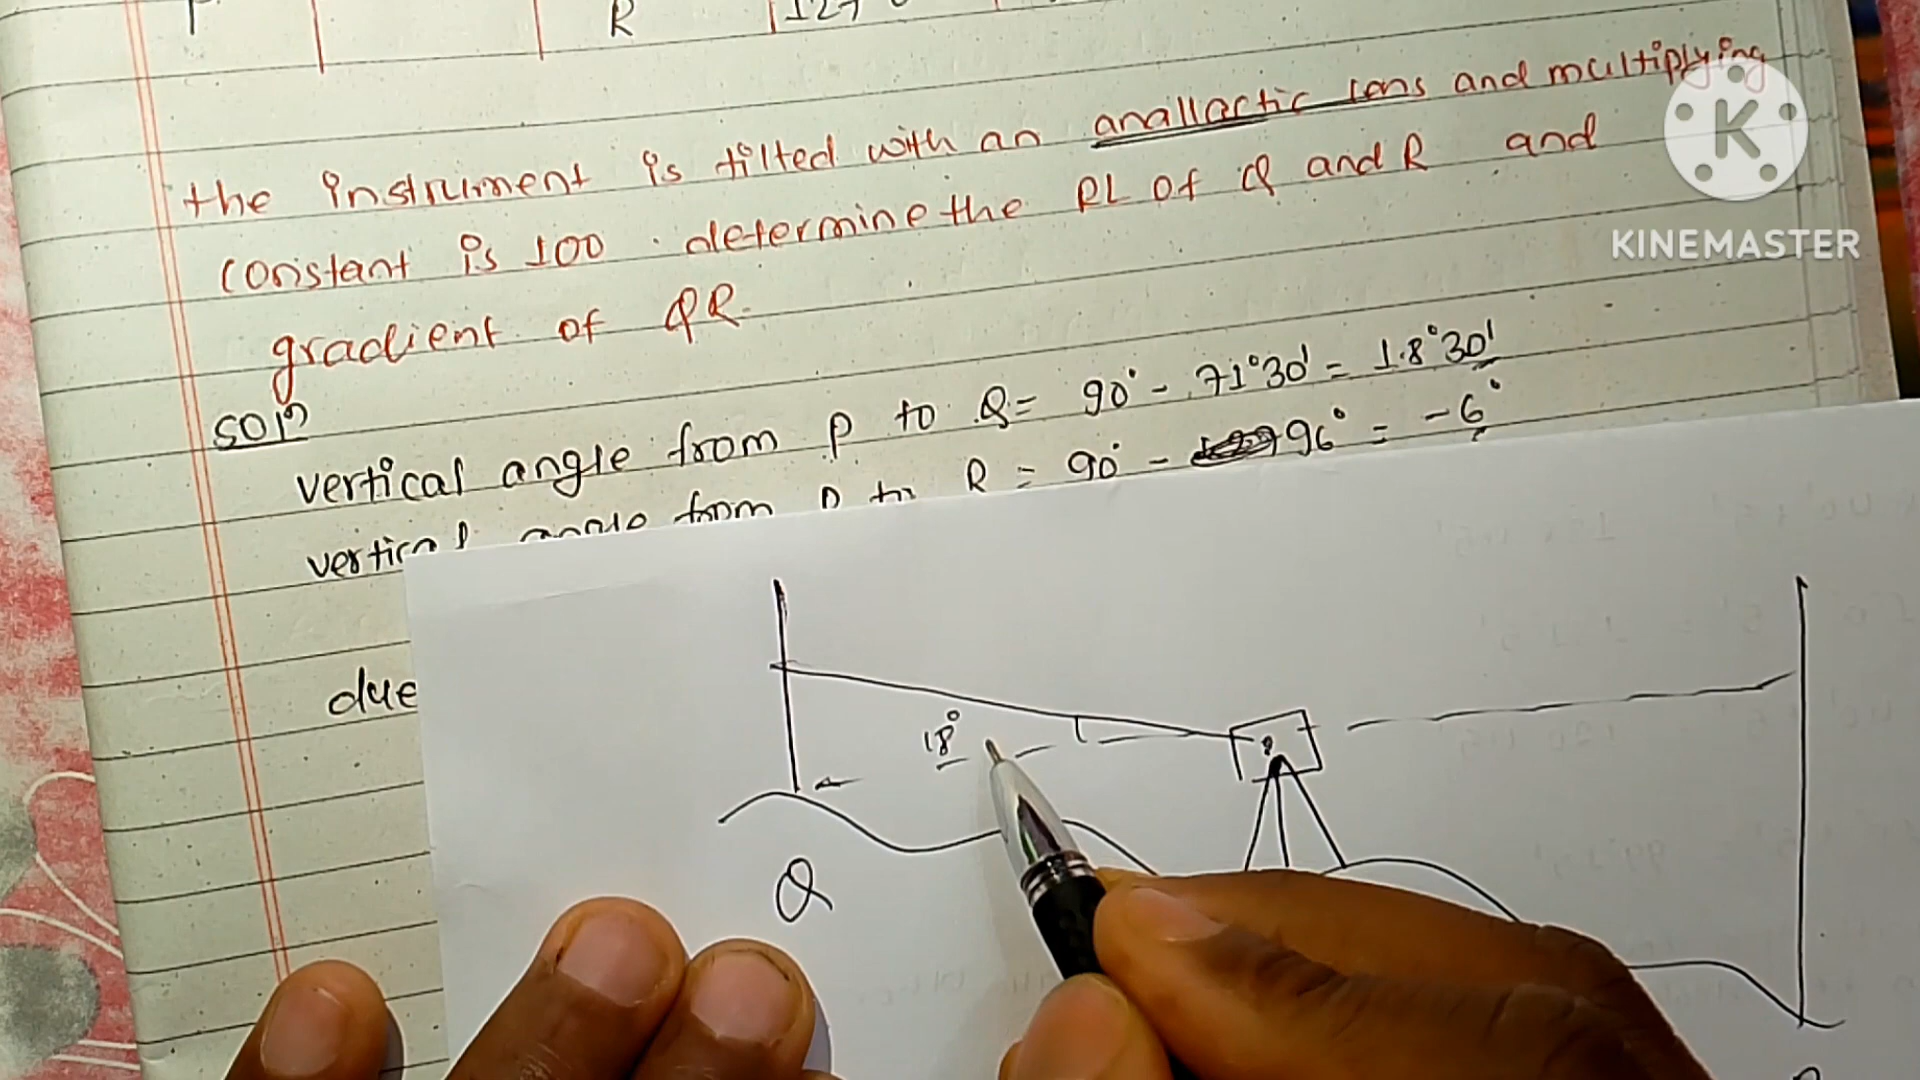 R
the instrument is tilted with an anallactic lens and multiplying
constant is 100 . determine the RL of Q and R and
gradient of QR.
Soln
vertical angle from P to Q = 90° - 71°30' = 18°30'
vertical angle from P to R = 90° - 96° = -6°
due
18°
Q
K
KINEMASTER